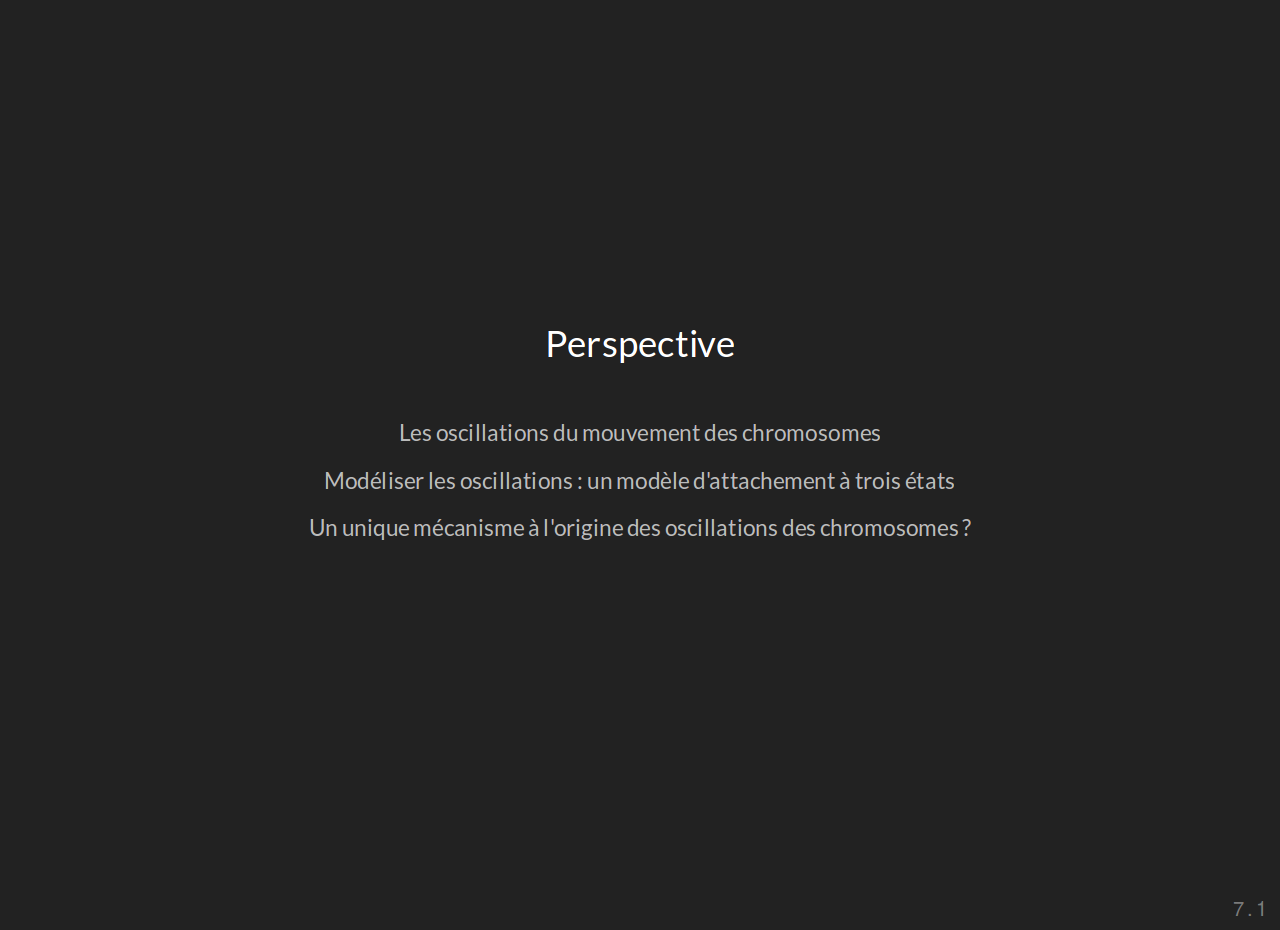 Perspective
Les oscillations du mouvement des chromosomes
Modéliser les oscillations : un modèle d'attachement à trois états
Un unique mécanisme à l'origine des oscillations des chromosomes ?
7.1